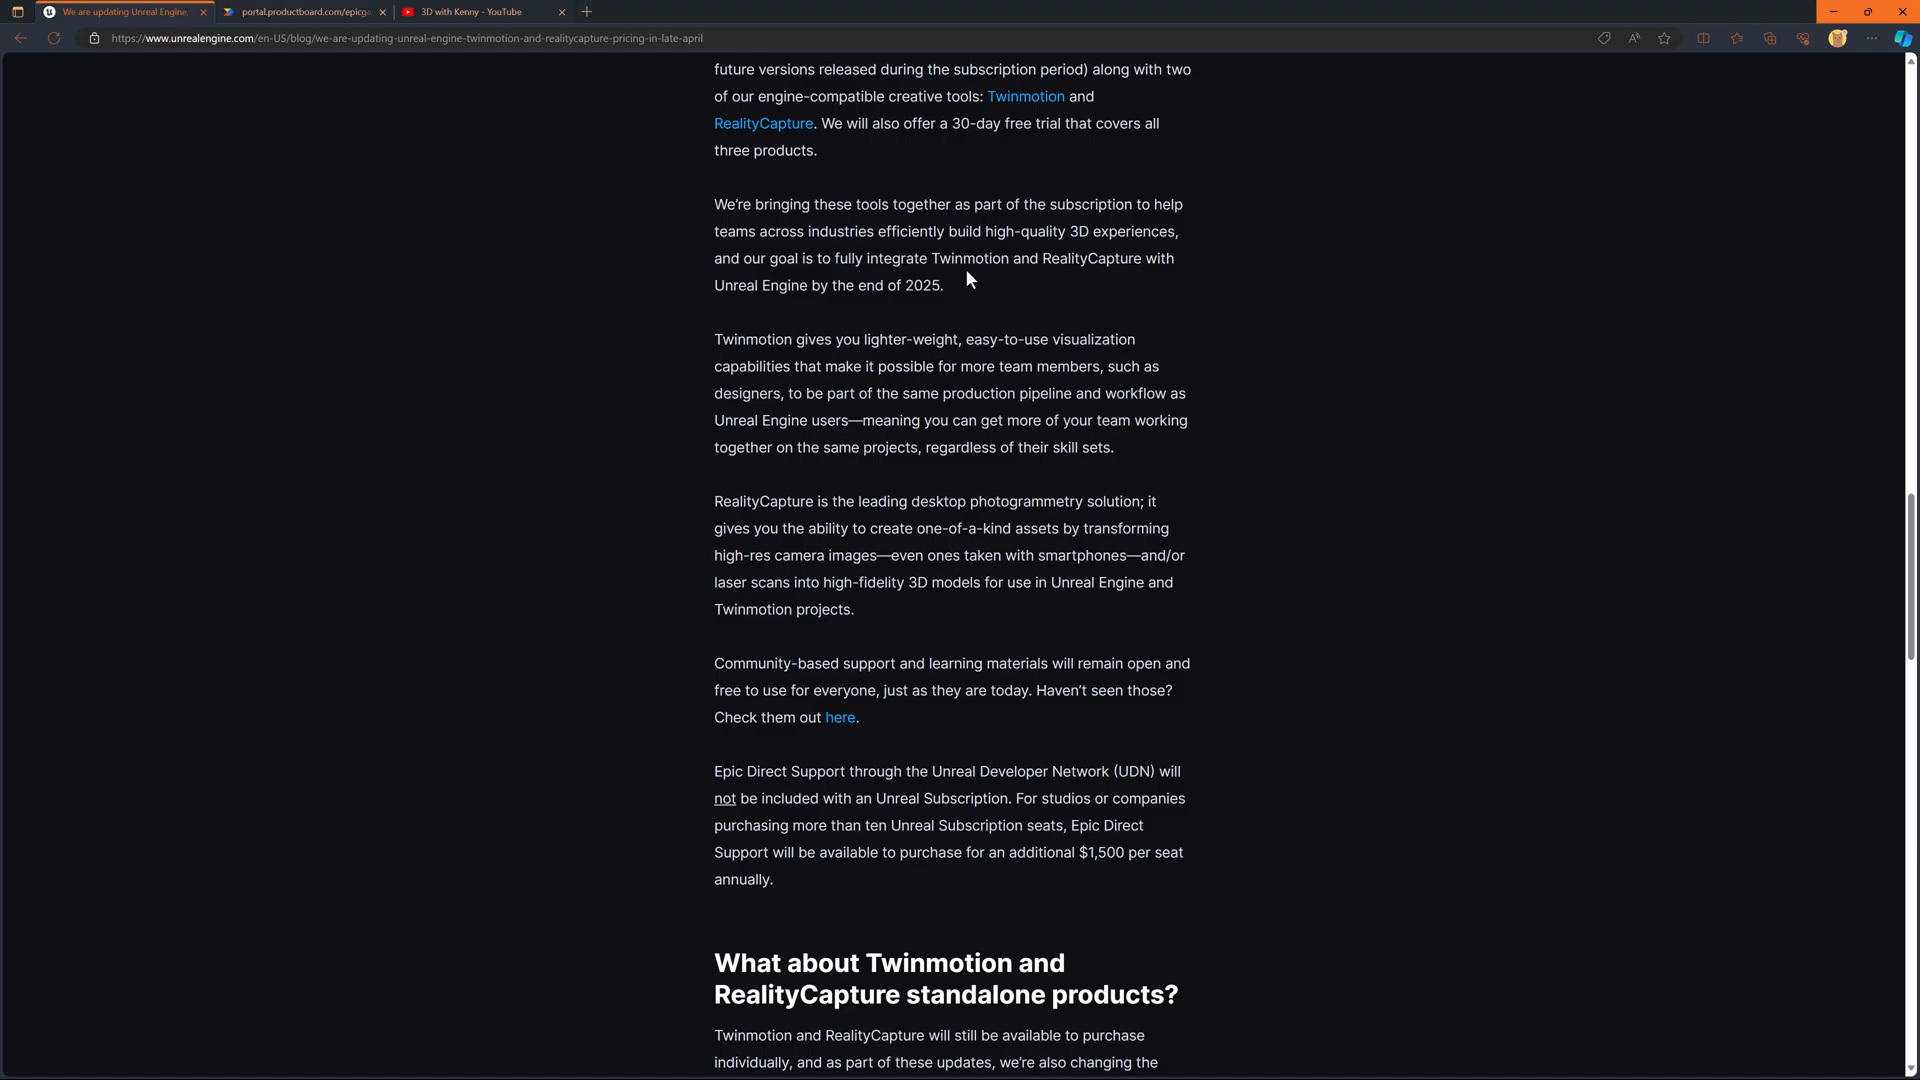 We are updating Unreal Engine,
portal.productboard.com/epicga
3D with Kenny - YouTube
https://www.unrealengine.com/en-US/blog/we-are-updating-unreal-engine-twinmotion-and-realitycapture-pricing-in-late-april
future versions released during the subscription period) along with two
of our engine-compatible creative tools: Twinmotion and
RealityCapture. We will also offer a 30-day free trial that covers all
three products.
We're bringing these tools together as part of the subscription to help
teams across industries efficiently build high-quality 3D experiences,
and our goal is to fully integrate Twinmotion and RealityCapture with
Unreal Engine by the end of 2025.
Twinmotion gives you lighter-weight, easy-to-use visualization
capabilities that make it possible for more team members, such as
designers, to be part of the same production pipeline and workflow as
Unreal Engine users—meaning you can get more of your team working
together on the same projects, regardless of their skill sets.
RealityCapture is the leading desktop photogrammetry solution; it
gives you the ability to create one-of-a-kind assets by transforming
high-res camera images—even ones taken with smartphones—and/or
laser scans into high-fidelity 3D models for use in Unreal Engine and
Twinmotion projects.
Community-based support and learning materials will remain open and
free to use for everyone, just as they are today. Haven't seen those?
Check them out here.
Epic Direct Support through the Unreal Developer Network (UDN) will
not be included with an Unreal Subscription. For studios or companies
purchasing more than ten Unreal Subscription seats, Epic Direct
Support will be available to purchase for an additional $1,500 per seat
annually.
What about Twinmotion and
RealityCapture standalone products?
Twinmotion and RealityCapture will still be available to purchase
individually, and as part of these updates, we're also changing the